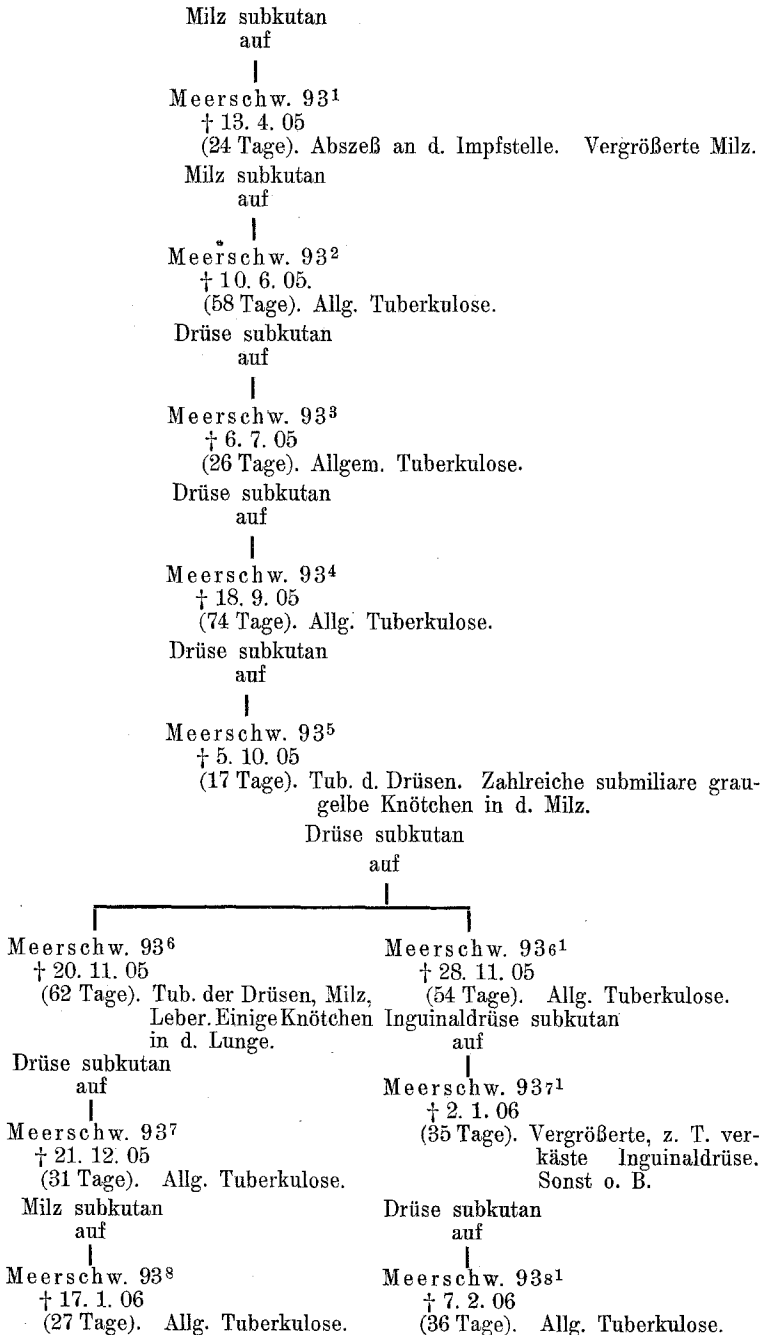 Milz subkutan
auf
Meerschw. 93¹
† 13. 4. 05
(24 Tage). Abszeß an d. Impfstelle. Vergrößerte Milz.
Milz subkutan
auf
Meerschw. 93²
† 10. 6. 05.
(58 Tage). Allg. Tuberkulose.
Drüse subkutan
auf
Meerschw. 93³
† 6. 7. 05
(26 Tage). Allgem. Tuberkulose.
Drüse subkutan
auf
Meerschw. 93⁴
† 18. 9. 05
(74 Tage). Allg. Tuberkulose.
Drüse subkutan
auf
Meerschw. 93⁵
† 5. 10. 05
(17 Tage). Tub. d. Drüsen. Zahlreiche submiliare grau-
gelbe Knötchen in d. Milz.
Drüse subkutan
auf
Meerschw. 93⁶
† 20. 11. 05
(62 Tage). Tub. der Drüsen, Milz,
Leber. Einige Knötchen
in d. Lunge.
Drüse subkutan
auf
Meerschw. 93⁷
† 21. 12. 05
(31 Tage). Allg. Tuberkulose.
Milz subkutan
auf
Meerschw. 93⁸
† 17. 1. 06
(27 Tage). Allg. Tuberkulose.
Meerschw. 93₆¹
† 28. 11. 05
(54 Tage). Allg. Tuberkulose.
Inguinaldrüse subkutan
auf
Meerschw. 93₇¹
† 2. 1. 06
(35 Tage). Vergrößerte, z. T. ver-
käste Inguinaldrüse.
Sonst o. B.
Drüse subkutan
auf
Meerschw. 93₈¹
† 7. 2. 06
(36 Tage). Allg. Tuberkulose.